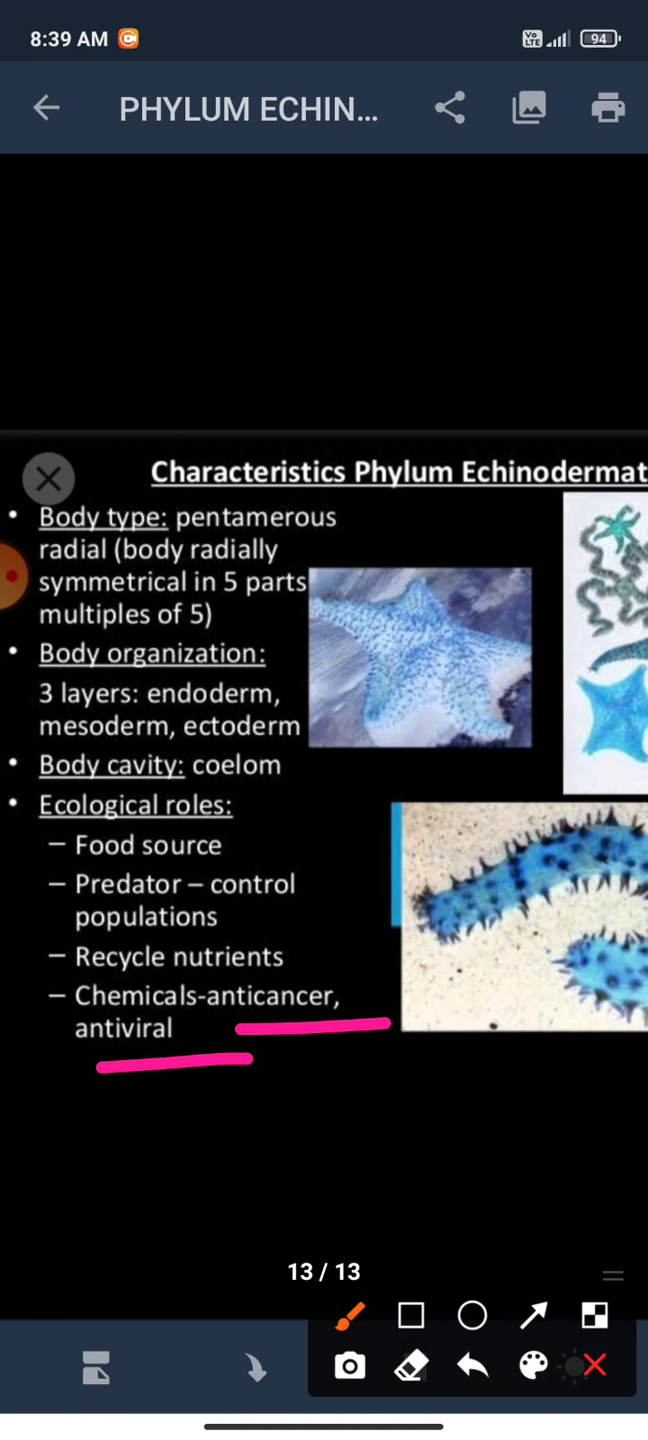 8:39 AM
Vo LTE
94
PHYLUM ECHIN...
Characteristics Phylum Echinodermat
• Body type: pentamerous
radial (body radially
symmetrical in 5 parts
multiples of 5)
• Body organization:
3 layers: endoderm,
mesoderm, ectoderm
• Body cavity: coelom
• Ecological roles:
– Food source
– Predator – control
populations
– Recycle nutrients
– Chemicals-anticancer,
antiviral
13 / 13